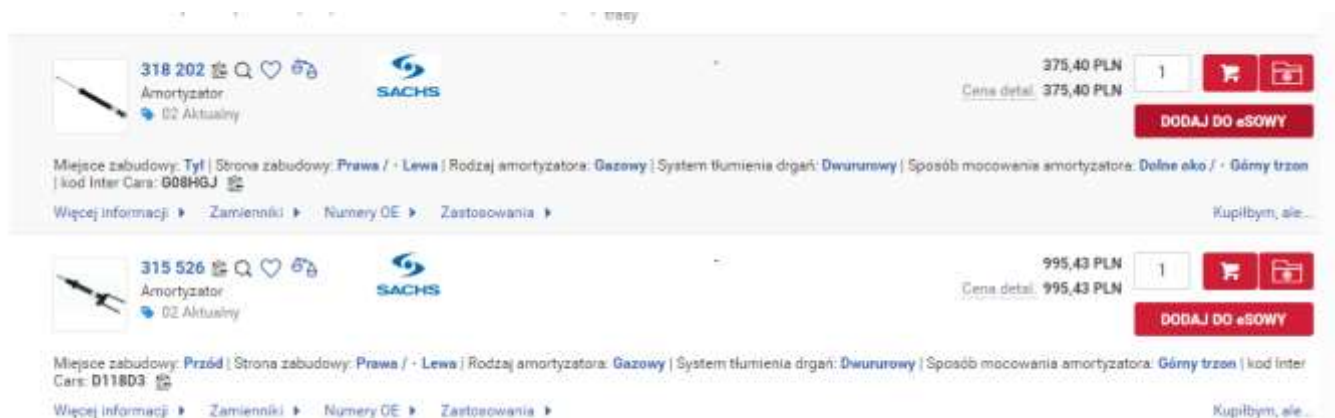 trasy
318 202
SACHS
375,40 PLN
1
Amortyzator
Cena detal. 375,40 PLN
02 Aktualny
DODAJ DO eSOWY
Miejsce zabudowy: Tył | Strona zabudowy: Prawa / - Lewa | Rodzaj amortyzatora: Gazowy | System tłumienia drgań: Dwururowy | Sposób mocowania amortyzatora: Dolne oko / - Górny trzon
| kod Inter Cars: G08HGJ
Więcej informacji Zamienniki Numery OE Zastosowania Kupiłbym, ale...
315 526
SACHS
995,43 PLN
1
Amortyzator
Cena detal. 995,43 PLN
02 Aktualny
DODAJ DO eSOWY
Miejsce zabudowy: Przód | Strona zabudowy: Prawa / - Lewa | Rodzaj amortyzatora: Gazowy | System tłumienia drgań: Dwururowy | Sposób mocowania amortyzatora: Górny trzon | kod Inter
Cars: D118D3
Więcej informacji Zamienniki Numery OE Zastosowania Kupiłbym, ale...